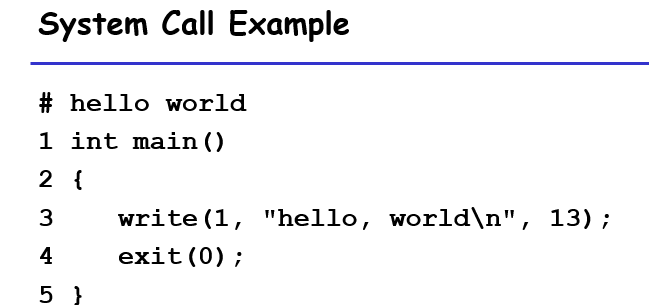 System Call Example
# hello world
1 int main()
2 {
3    write(1, "hello, world\n", 13);
4    exit(0);
5 }